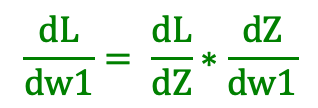 dL/dw1 = dL/dZ * dZ/dw1